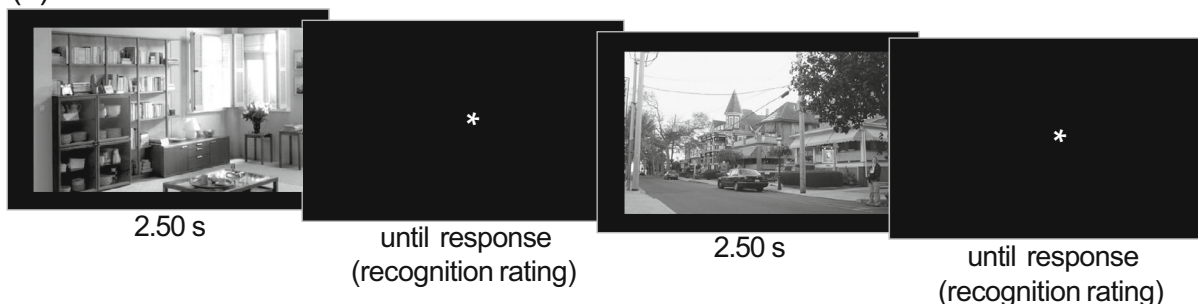 *
*
2.50 s
until response
(recognition rating)
2.50 s
until response
(recognition rating)